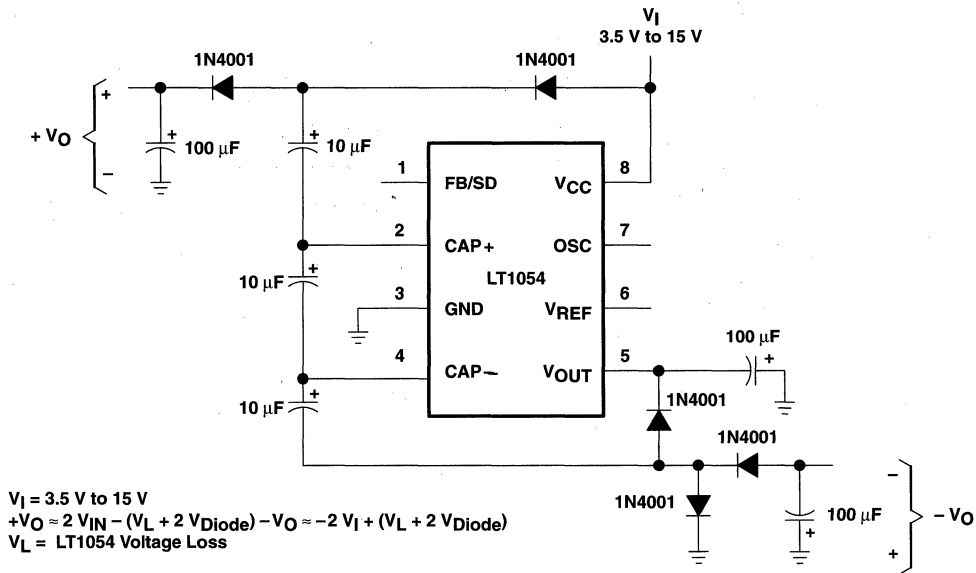 V_I
3.5 V to 15 V
1N4001
1N4001
+
+ V_O
−
+
100 µF
+
10 µF
1
FB/SD
V_CC
8
2
CAP+
OSC
7
LT1054
+
10 µF
3
GND
V_REF
6
4
CAP−
V_OUT
5
100 µF
+
1N4001
+
10 µF
1N4001
1N4001
100 µF
+
−
− V_O
+
V_I = 3.5 V to 15 V
+V_O ≈ 2 V_IN − (V_L + 2 V_Diode) −V_O ≈ −2 V_I + (V_L + 2 V_Diode)
V_L = LT1054 Voltage Loss